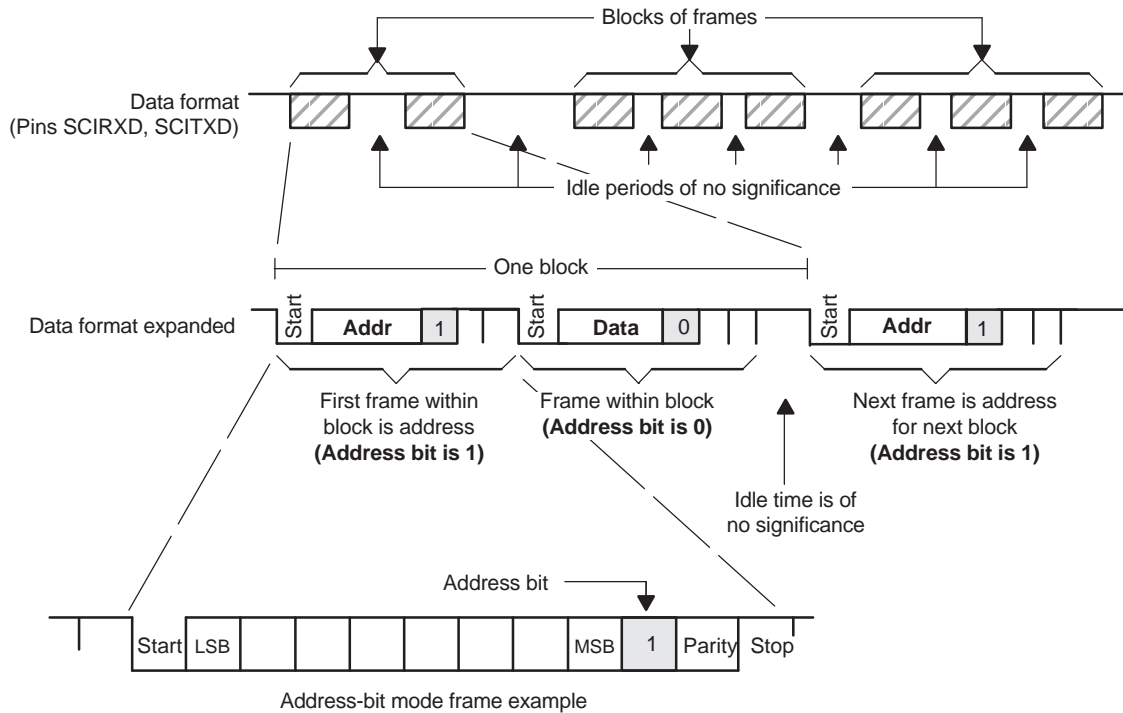 Blocks of frames
Data format
(Pins SCIRXD, SCITXD)
Idle periods of no significance
One block
Data format expanded
Start
Addr
1
Start
Data
0
Start
Addr
1
First frame within
block is address
(Address bit is 1)
Frame within block
(Address bit is 0)
Next frame is address
for next block
(Address bit is 1)
Idle time is of
no significance
Address bit
Start
LSB
MSB
1
Parity
Stop
Address-bit mode frame example